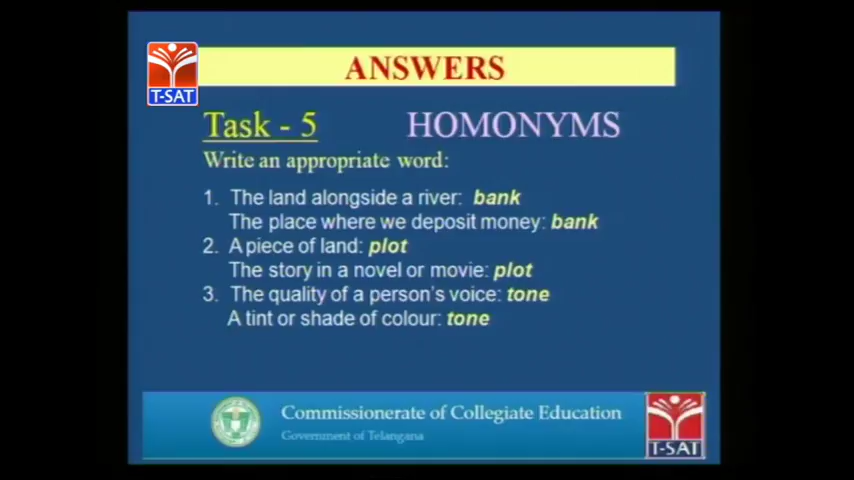 T-SAT
ANSWERS
Task - 5 HOMONYMS
Write an appropriate word:
1. The land alongside a river: bank
The place where we deposit money: bank
2. A piece of land: plot
The story in a novel or movie: plot
3. The quality of a person's voice: tone
A tint or shade of colour: tone
Commissionerate of Collegiate Education
Government of Telangana
T-SAT